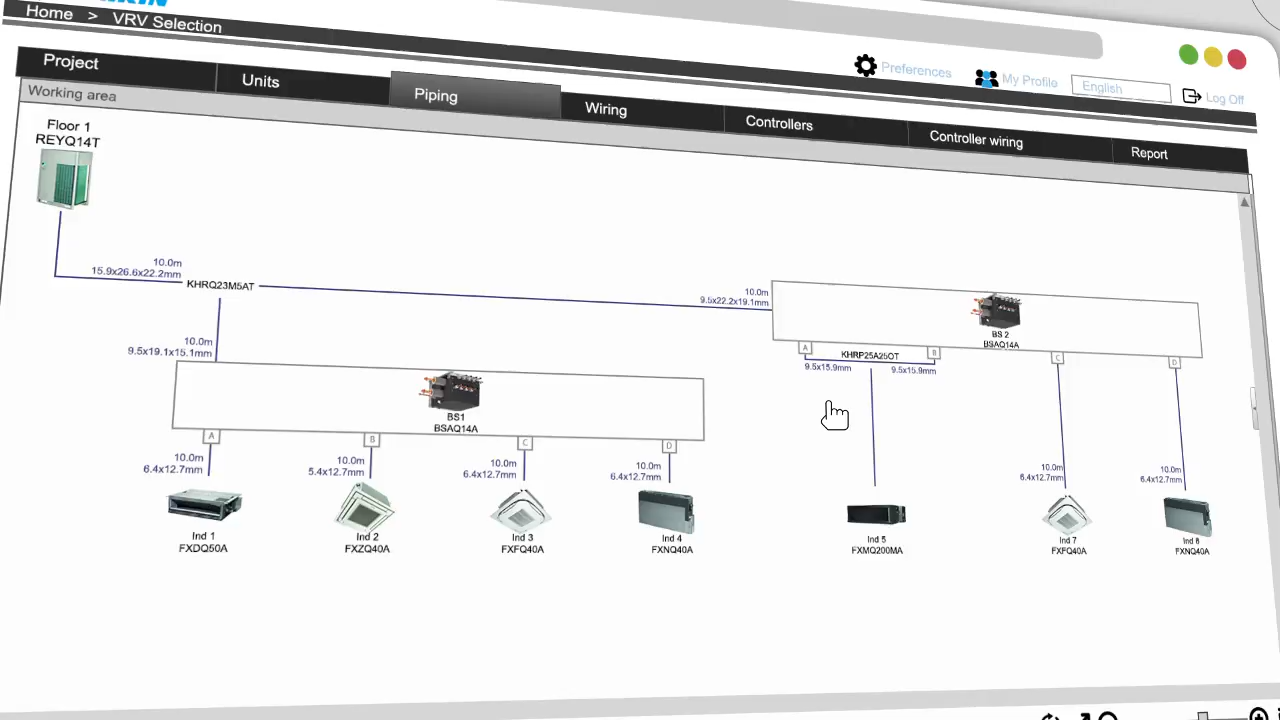 Home > VRV Selection
Preferences
My Profile
English
Log Off
Project
Units
Piping
Wiring
Controllers
Controller wiring
Report
Working area
Floor 1
REYQ14T
10.0m
15.9x26.6x22.2mm
KHRQ23M5AT
10.0m
9.5x22.2x19.1mm
BS 2
BSAQ14A
A
B
C
D
KHRP25A25OT
9.5x15.9mm
9.5x15.9mm
10.0m
9.5x19.1x15.1mm
BS1
BSAQ14A
A
B
C
D
10.0m
6.4x12.7mm
10.0m
5.4x12.7mm
10.0m
6.4x12.7mm
10.0m
6.4x12.7mm
10.0m
6.4x12.7mm
10.0m
6.4x12.7mm
Ind 1
FXDQ50A
Ind 2
FXZQ40A
Ind 3
FXFQ40A
Ind 4
FXNQ40A
Ind 5
FXMQ200MA
Ind 7
FXFQ40A
Ind 8
FXNQ40A